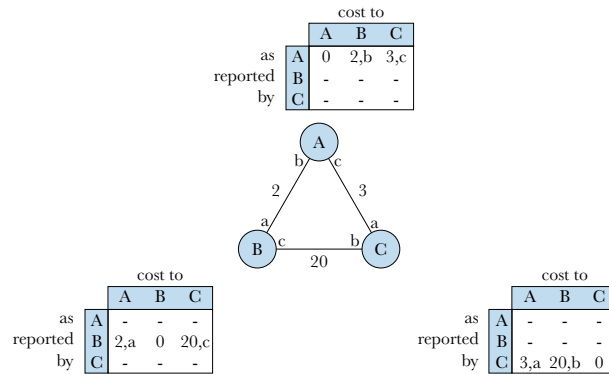 cost to
A B C
as A 0 2,b 3,c
reported B - - -
by C - - -
A
b c
2 3
a a
B c b C
20
cost to
A B C
as A - - -
reported B 2,a 0 20,c
by C - - -
cost to
A B C
as A - - -
reported B - - -
by C 3,a 20,b 0